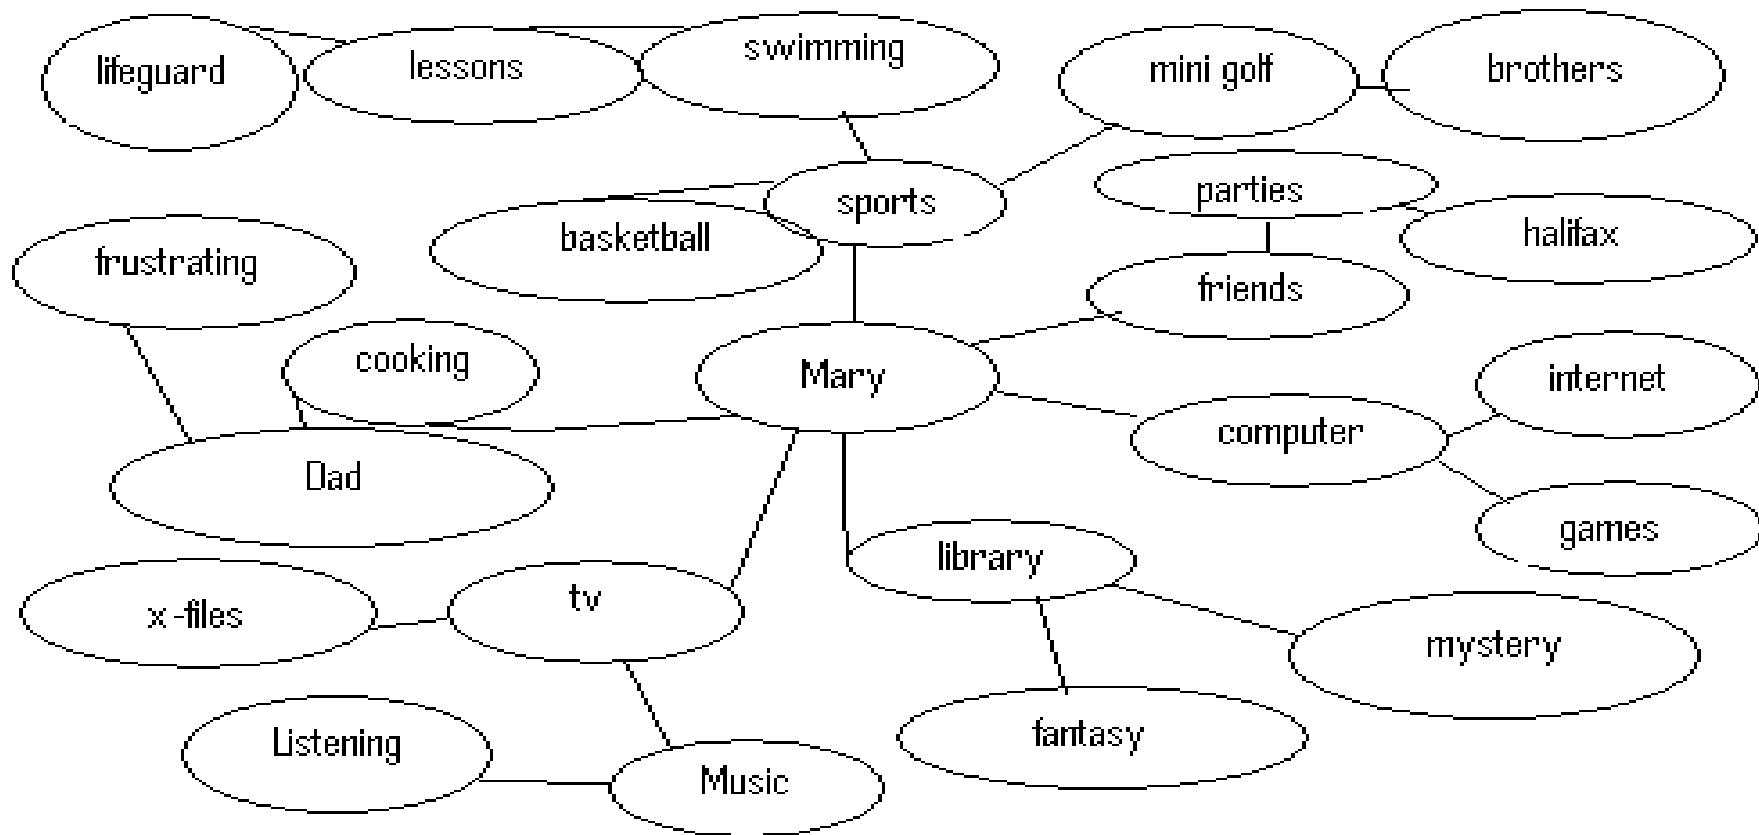 lifeguard
lessons
swimming
mini golf
brothers
sports
parties
basketball
halifax
frustrating
friends
cooking
Mary
internet
computer
Dad
games
library
x-files
tv
mystery
Listening
fantasy
Music